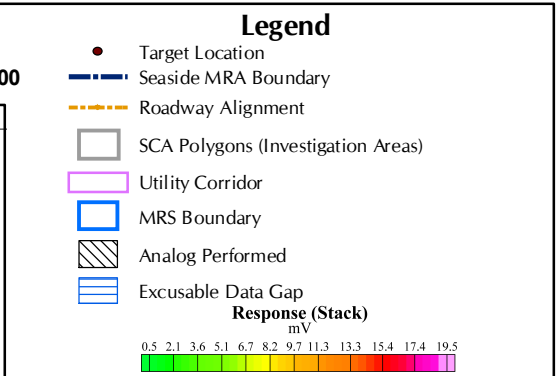 Legend
Target Location
00
Seaside MRA Boundary
Roadway Alignment
SCA Polygons (Investigation Areas)
Utility Corridor
MRS Boundary
Analog Performed
Excusable Data Gap
Response (Stack)
mV
0.5 2.1 3.6 5.1 6.7 8.2 9.7 11.3 13.3 15.4 17.4 19.5